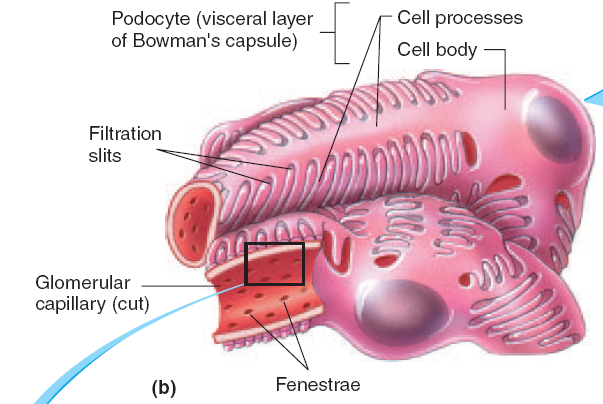 Podocyte (visceral layer
of Bowman's capsule)
Cell processes
Cell body
Filtration
slits
Glomerular
capillary (cut)
Fenestrae
(b)